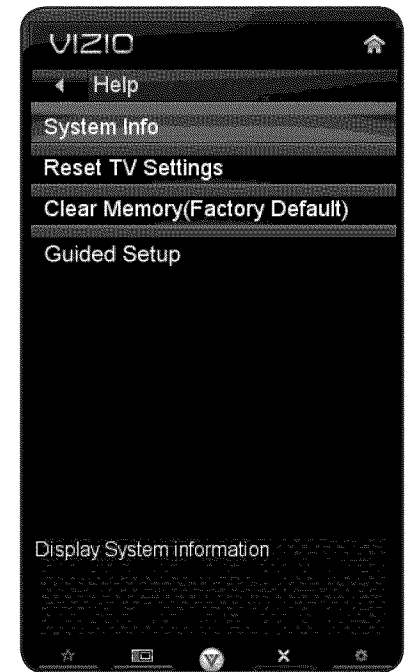 VIZIO
Help
System Info
Reset TV Settings
Clear Memory(Factory Default)
Guided Setup
Display System information